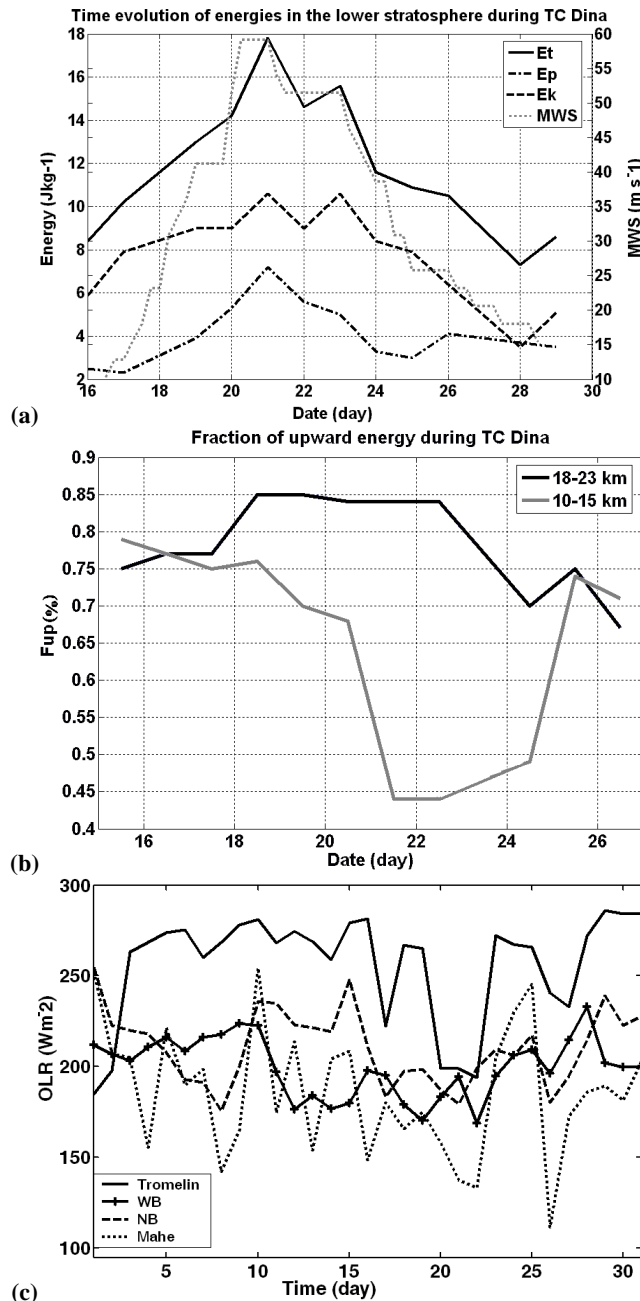 Time evolution of energies in the lower stratosphere during TC Dina
18
16
14
12
10
8
6
4
2
Energy (Jkg-1)
Et
Ep
Ek
MWS
60
55
50
45
40
35
30
25
20
15
10
MWS (m s-1)
16 18 20 22 24 26 28 30
Date (day)
(a)
Fraction of upward energy during TC Dina
0.9
0.85
0.8
0.75
0.7
0.65
0.6
0.55
0.5
0.45
0.4
Fup (%)
18-23 km
10-15 km
16 18 20 22 24 26
Date (day)
(b)
300
250
200
150
100
OLR (Wm-2)
Tromelin
WB
NB
Mahe
5 10 15 20 25 30
Time (day)
(c)